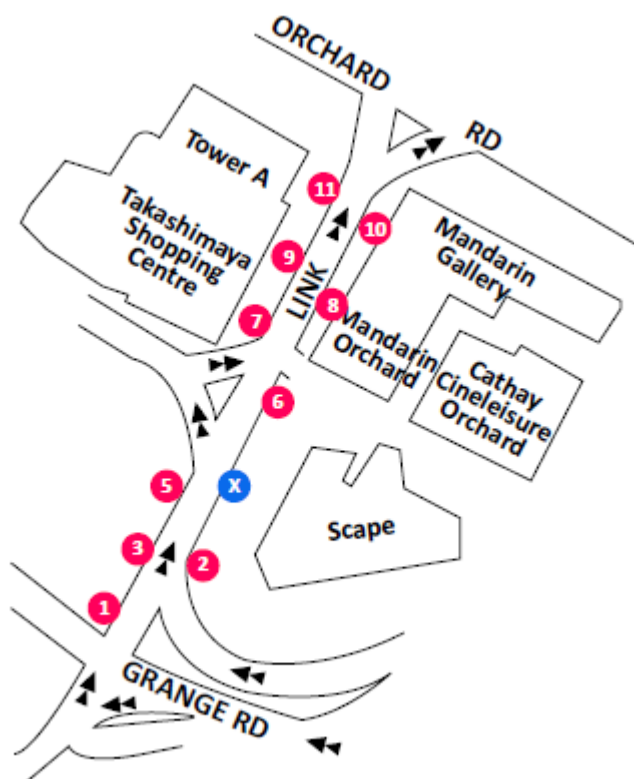 ORCHARD
RD
Tower A
Takashimaya
Shopping
Centre
11
10
9
LINK
8
7
Mandarin
Gallery
Mandarin
Orchard
Cathay
Cineleisure
Orchard
6
5
X
Scape
3
2
1
GRANGE RD